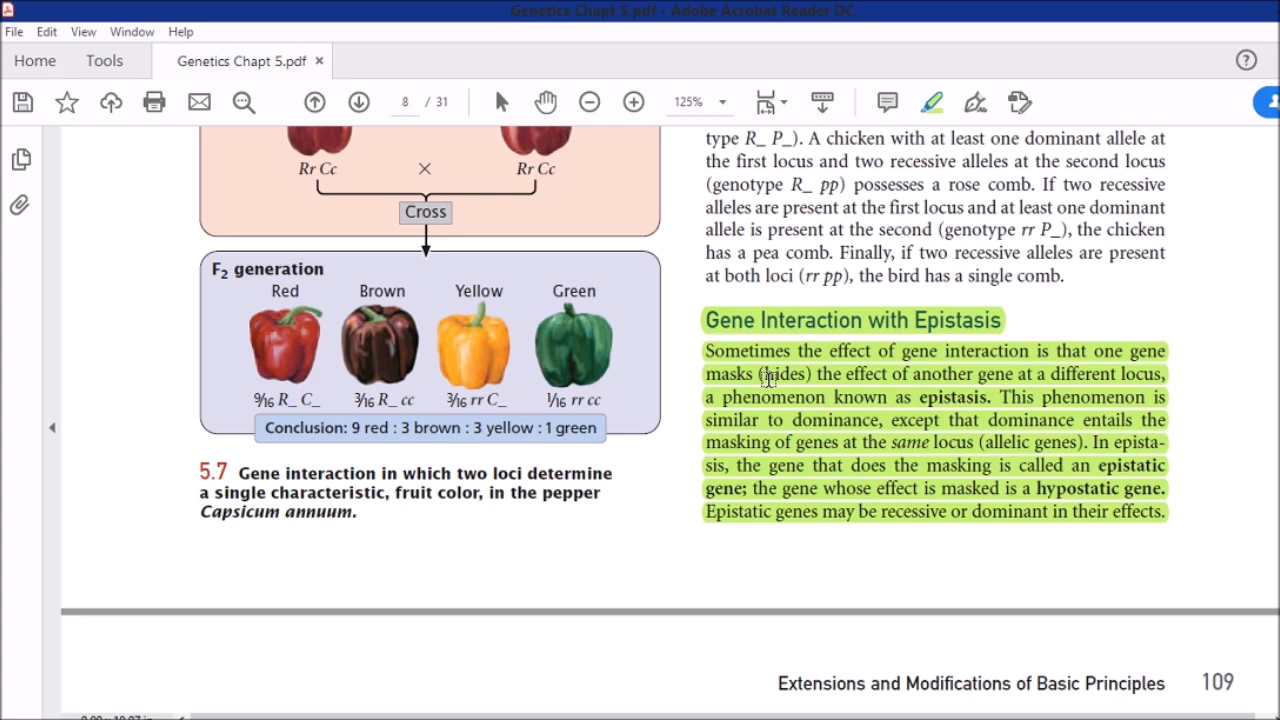 Genetics Chapt 5.pdf - Adobe Acrobat Reader DC
File Edit View Window Help
Home Tools Genetics Chapt 5.pdf ×
8 / 31 125%
Rr Cc × Rr Cc
Cross
F2 generation
Red Brown Yellow Green
9/16 R_ C_ 3/16 R_ cc 3/16 rr C_ 1/16 rr cc
Conclusion: 9 red : 3 brown : 3 yellow : 1 green
5.7 Gene interaction in which two loci determine
a single characteristic, fruit color, in the pepper
Capsicum annuum.
type R_ P_). A chicken with at least one dominant allele at
the first locus and two recessive alleles at the second locus
(genotype R_ pp) possesses a rose comb. If two recessive
alleles are present at the first locus and at least one dominant
allele is present at the second (genotype rr P_), the chicken
has a pea comb. Finally, if two recessive alleles are present
at both loci (rr pp), the bird has a single comb.
Gene Interaction with Epistasis
Sometimes the effect of gene interaction is that one gene
masks (hides) the effect of another gene at a different locus,
a phenomenon known as epistasis. This phenomenon is
similar to dominance, except that dominance entails the
masking of genes at the same locus (allelic genes). In epista-
sis, the gene that does the masking is called an epistatic
gene; the gene whose effect is masked is a hypostatic gene.
Epistatic genes may be recessive or dominant in their effects.
Extensions and Modifications of Basic Principles 109